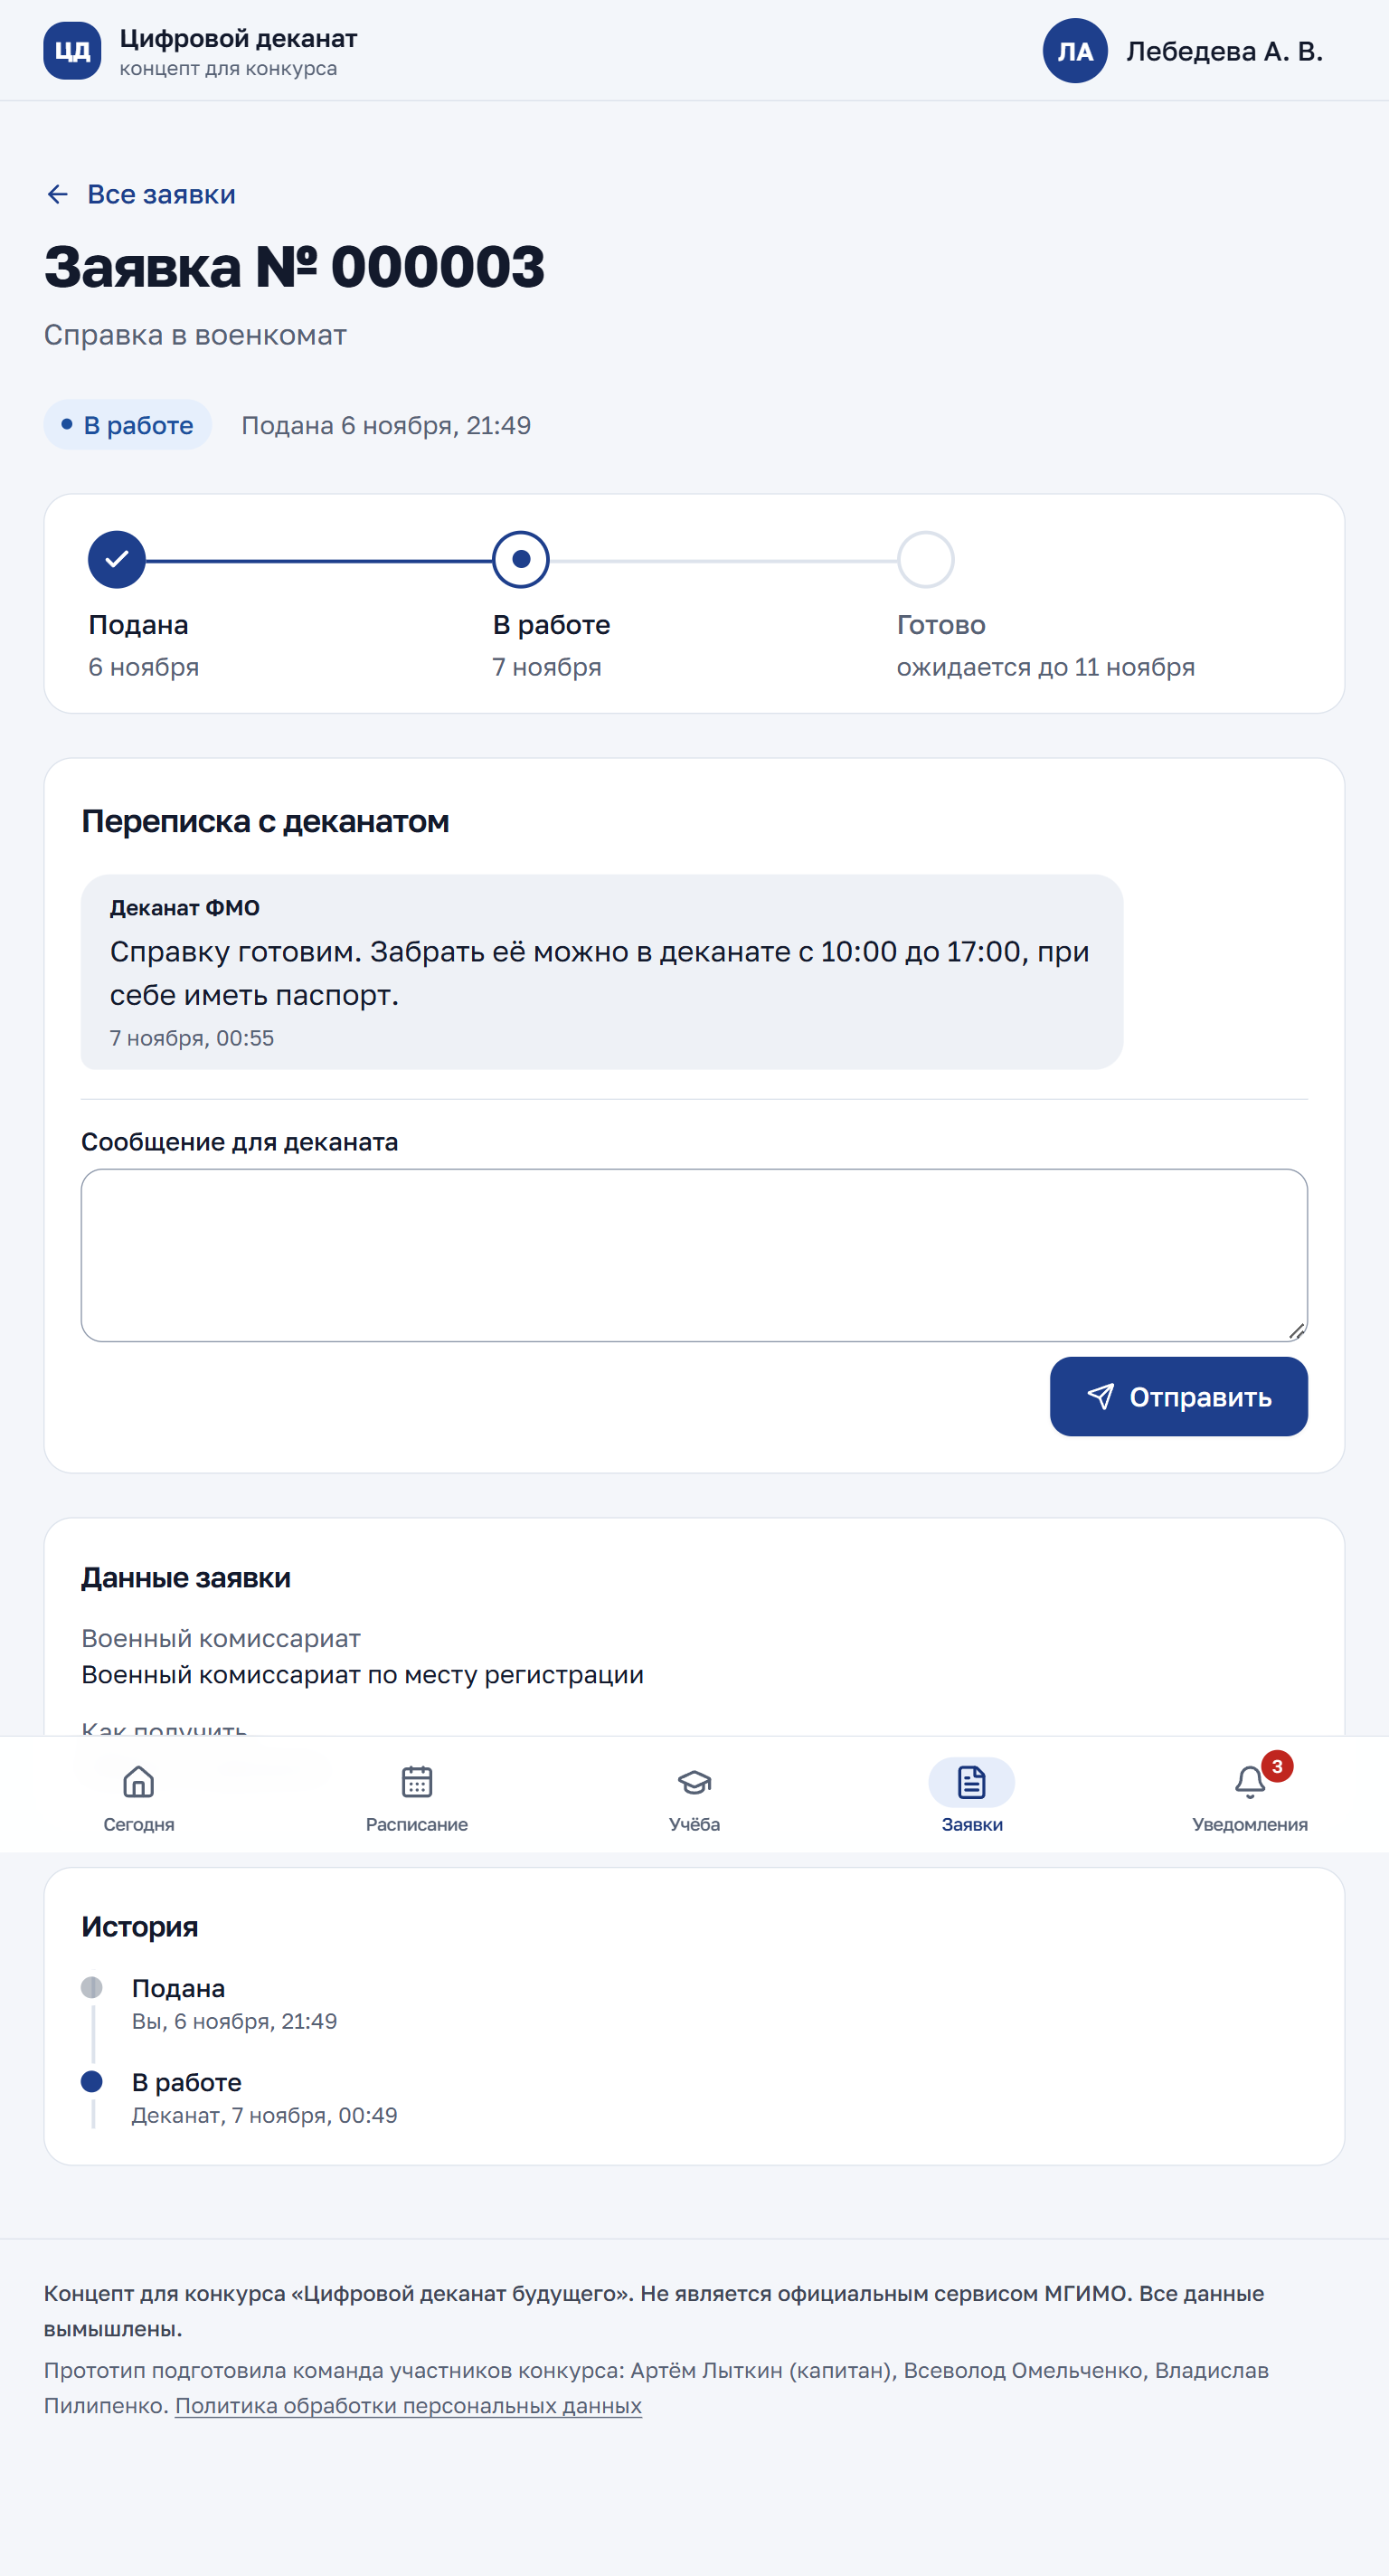 ЦД
Цифровой деканат
концепт для конкурса
ЛА
Лебедева А. В.
Все заявки
Заявка № 000003
Справка в военкомат
В работе
Подана 6 ноября, 21:49
Подана
6 ноября
В работе
7 ноября
Готово
ожидается до 11 ноября
Переписка с деканатом
Деканат ФМО
Справку готовим. Забрать её можно в деканате с 10:00 до 17:00, при
себе иметь паспорт.
7 ноября, 00:55
Сообщение для деканата
Отправить
Данные заявки
Военный комиссариат
Военный комиссариат по месту регистрации
Как получить
Сегодня
Расписание
Учёба
Заявки
3
Уведомления
История
Подана
Вы, 6 ноября, 21:49
В работе
Деканат, 7 ноября, 00:49
Концепт для конкурса «Цифровой деканат будущего». Не является официальным сервисом МГИМО. Все данные
вымышлены.
Прототип подготовила команда участников конкурса: Артём Лыткин (капитан), Всеволод Омельченко, Владислав
Пилипенко. Политика обработки персональных данных